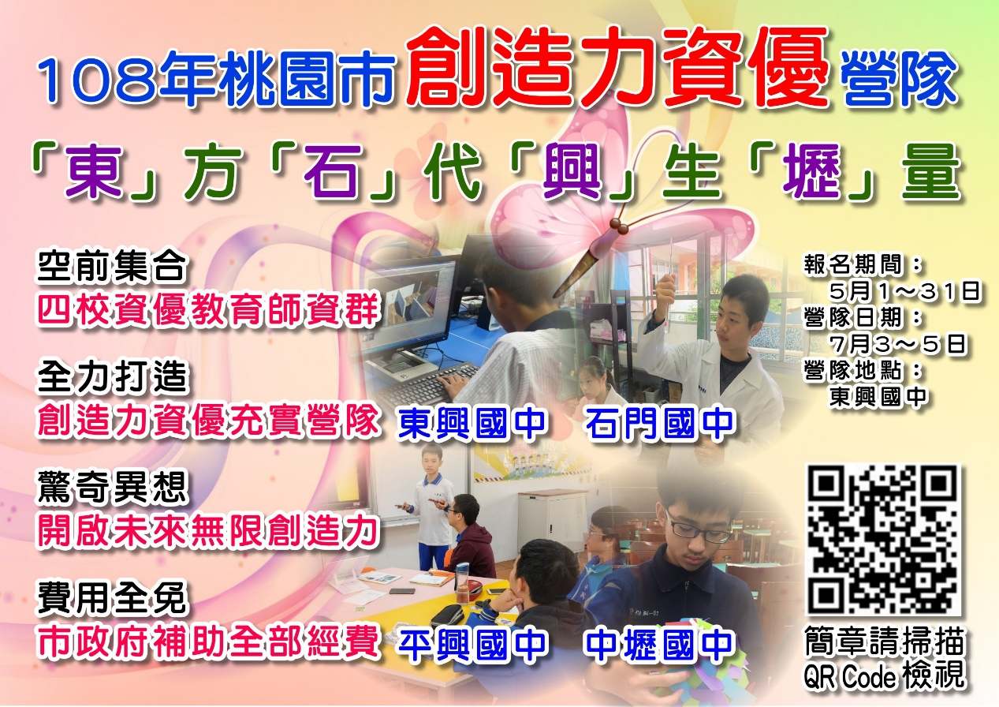 108年桃園市創造力資優營隊
「東」方「石」代「興」生「壢」量
空前集合
四校資優教育師資群
全力打造
創造力資優充實營隊
驚奇異想
開啟未來無限創造力
費用全免
市政府補助全部經費
東興國中 石門國中
平興國中 中壢國中
報名期間：
5月1～31日
營隊日期：
7月3～5日
營隊地點：
東興國中
簡章請掃描
QR Code 檢視